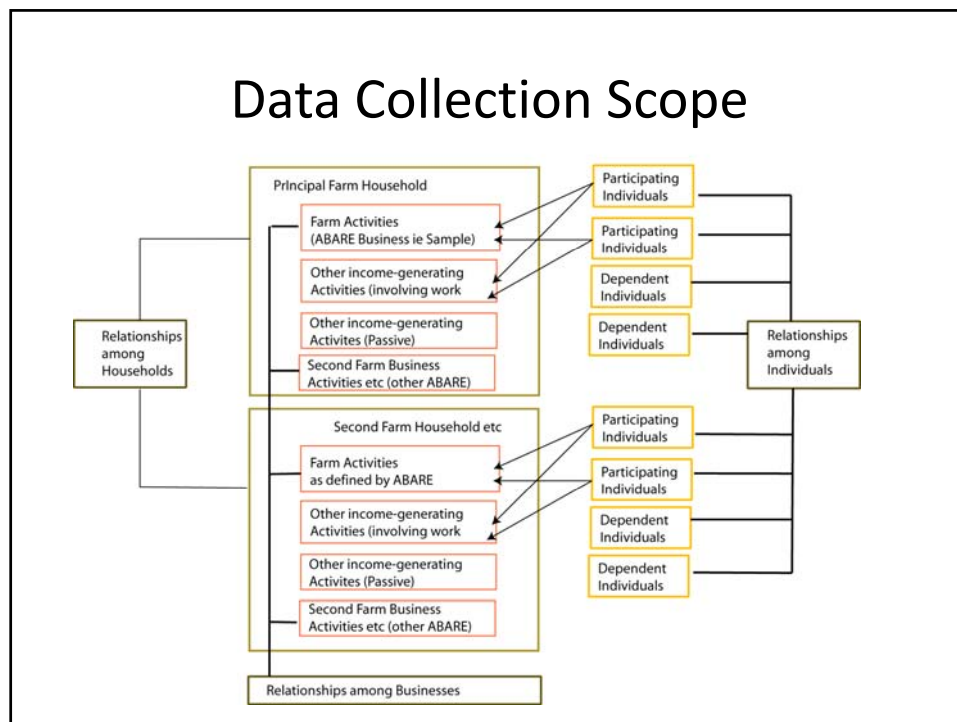 Data Collection Scope
PrIncipal Farm Household
Farm Activities
(ABARE Business ie Sample)
Other income-generating
Activities (involving work
Other income-generating
Activites (Passive)
Second Farm Business
Activities etc (other ABARE)
Participating
Individuals
Participating
Individuals
Dependent
Individuals
Dependent
Individuals
Relationships
among
Households
Relationships
among
Individuals
Second Farm Household etc
Farm Activities
as defined by ABARE
Other income-generating
Activities (involving work
Other income-generating
Activites (Passive)
Second Farm Business
Activities etc (other ABARE)
Participating
Individuals
Participating
Individuals
Dependent
Individuals
Dependent
Individuals
Relationships among Businesses